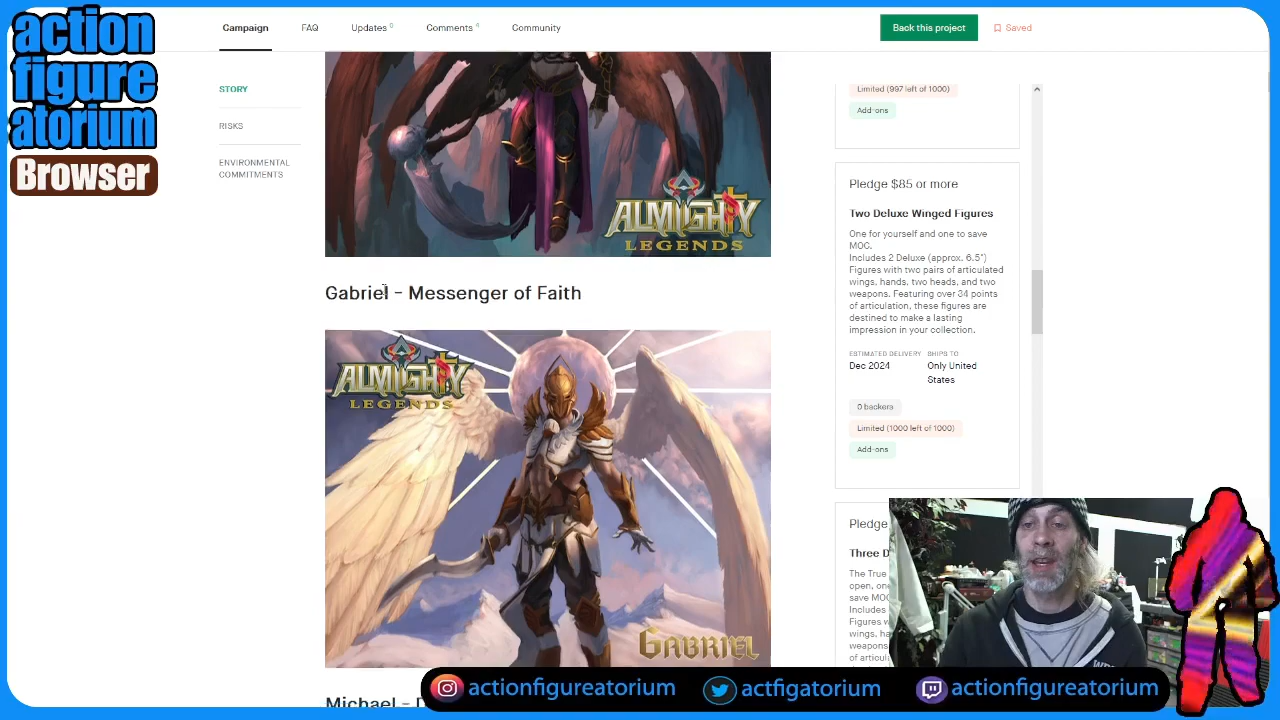 action
figure
atorium
Browser
Campaign
FAQ
Updates 0
Comments 4
Community
Back this project
Saved
STORY
RISKS
ENVIRONMENTAL
COMMITMENTS
ALMIGHTY
LEGENDS
Gabriel - Messenger of Faith
ALMIGHTY
LEGENDS
GABRIEL
Michael -
Limited (997 left of 1000)
Add-ons
Pledge $85 or more
Two Deluxe Winged Figures
One for yourself and one to save
MOC.
Includes 2 Deluxe (approx. 6.5")
Figures with two pairs of articulated
wings, hands, two heads, and two
weapons. Featuring over 34 points
of articulation, these figures are
destined to make a lasting
impression in your collection.
ESTIMATED DELIVERY
Dec 2024
SHIPS TO
Only United
States
0 backers
Limited (1000 left of 1000)
Add-ons
Pledge
Three D
The True
open, one
save MOC
Includes
Figures w
wings, ha
weapons
of articul
actionfigureatorium
actfigatorium
actionfigureatorium